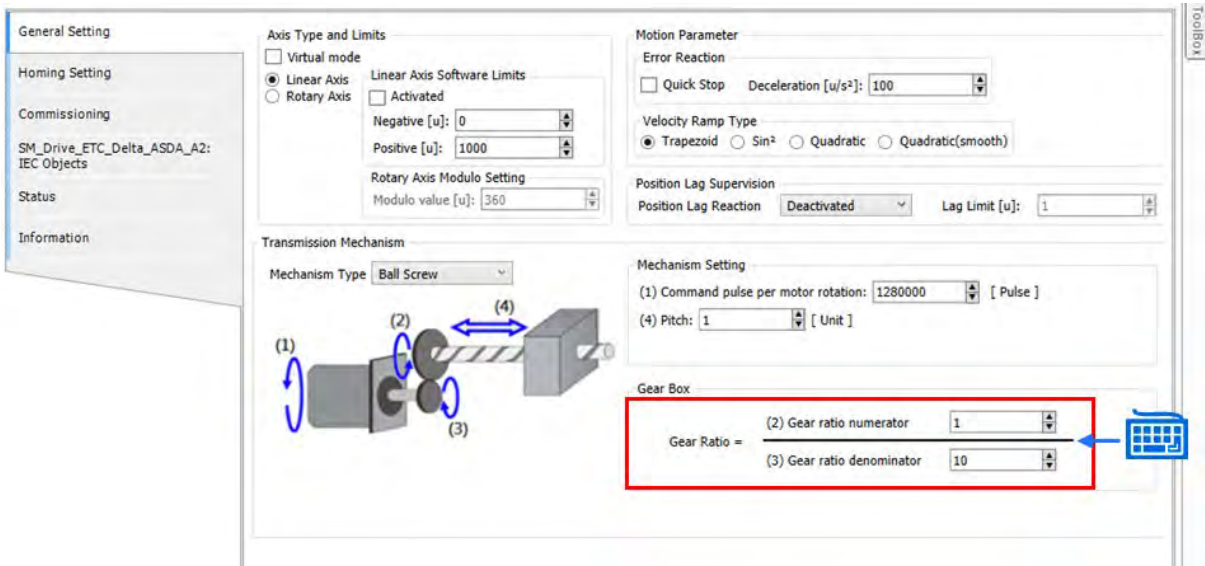 General Setting
Homing Setting
Commissioning
SM_Drive_ETC_Delta_ASDA_A2:
IEC Objects
Status
Information
Axis Type and Limits
Virtual mode
Linear Axis
Rotary Axis
Linear Axis Software Limits
Activated
Negative [u]: 0
Positive [u]: 1000
Rotary Axis Modulo Setting
Modulo value [u]: 360
Motion Parameter
Error Reaction
Quick Stop Deceleration [u/s²]: 100
Velocity Ramp Type
Trapezoid Sin² Quadratic Quadratic(smooth)
Position Lag Supervision
Position Lag Reaction Deactivated Lag Limit [u]: 1
Transmission Mechanism
Mechanism Type Ball Screw
(1)
(2)
(4)
(3)
Mechanism Setting
(1) Command pulse per motor rotation: 1280000 [ Pulse ]
(4) Pitch: 1 [ Unit ]
Gear Box
Gear Ratio =
(2) Gear ratio numerator 1
(3) Gear ratio denominator 10
ToolBox